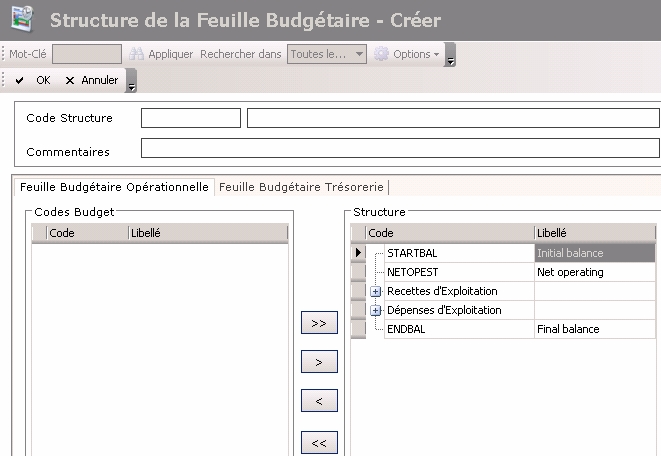 Structure de la Feuille Budgétaire - Créer
Mot-Clé Appliquer Rechercher dans Toutes le... Options
OK Annuler
Code Structure
Commentaires
Feuille Budgétaire Opérationnelle Feuille Budgétaire Trésorerie
Codes Budget Structure
Code Libellé Code Libellé
STARTBAL Initial balance
NETOPEST Net operating
Recettes d'Exploitation
Dépenses d'Exploitation
ENDBAL Final balance
>>
>
<
<<